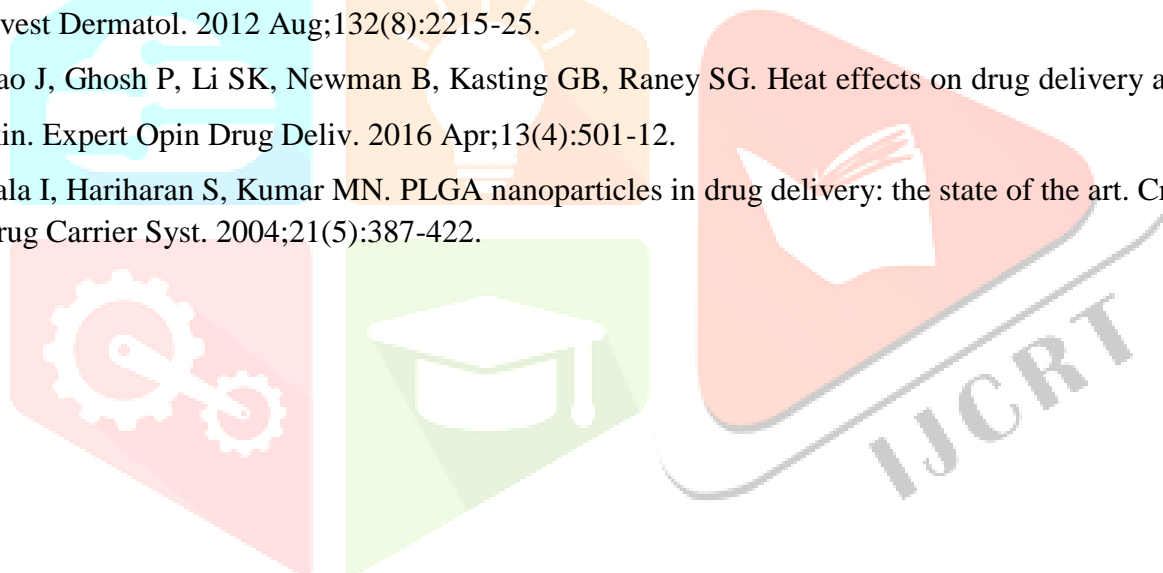 vest Dermatol. 2012 Aug;132(8):2215-25.
ao J, Ghosh P, Li SK, Newman B, Kasting GB, Raney SG. Heat effects on drug delivery a
in. Expert Opin Drug Deliv. 2016 Apr;13(4):501-12.
ala I, Hariharan S, Kumar MN. PLGA nanoparticles in drug delivery: the state of the art. Cr
rug Carrier Syst. 2004;21(5):387-422.
IJCRT